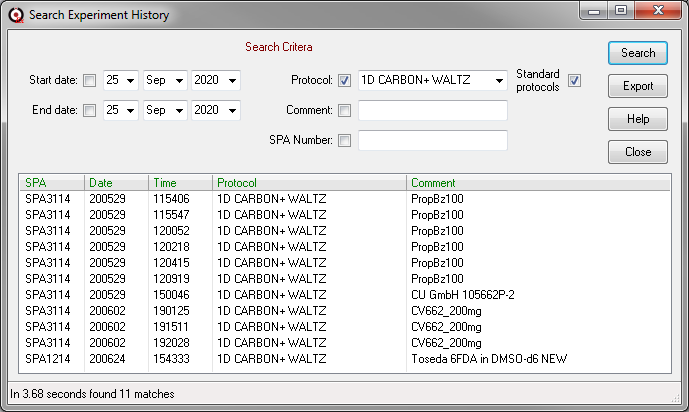 Search Experiment History
Search Critera
Search
Start date: 25 Sep 2020 Protocol: 1D CARBON+ WALTZ Standard protocols
Export
End date: 25 Sep 2020 Comment:
Help
SPA Number:
Close
SPA Date Time Protocol Comment
SPA3114 200529 115406 1D CARBON+ WALTZ PropBz100
SPA3114 200529 115547 1D CARBON+ WALTZ PropBz100
SPA3114 200529 120052 1D CARBON+ WALTZ PropBz100
SPA3114 200529 120218 1D CARBON+ WALTZ PropBz100
SPA3114 200529 120415 1D CARBON+ WALTZ PropBz100
SPA3114 200529 120919 1D CARBON+ WALTZ PropBz100
SPA3114 200529 150046 1D CARBON+ WALTZ CU GmbH 105662P-2
SPA3114 200602 190125 1D CARBON+ WALTZ CV662_200mg
SPA3114 200602 191511 1D CARBON+ WALTZ CV662_200mg
SPA3114 200602 192028 1D CARBON+ WALTZ CV662_200mg
SPA1214 200624 154333 1D CARBON+ WALTZ Toseda 6FDA in DMSO-d6 NEW
In 3.68 seconds found 11 matches